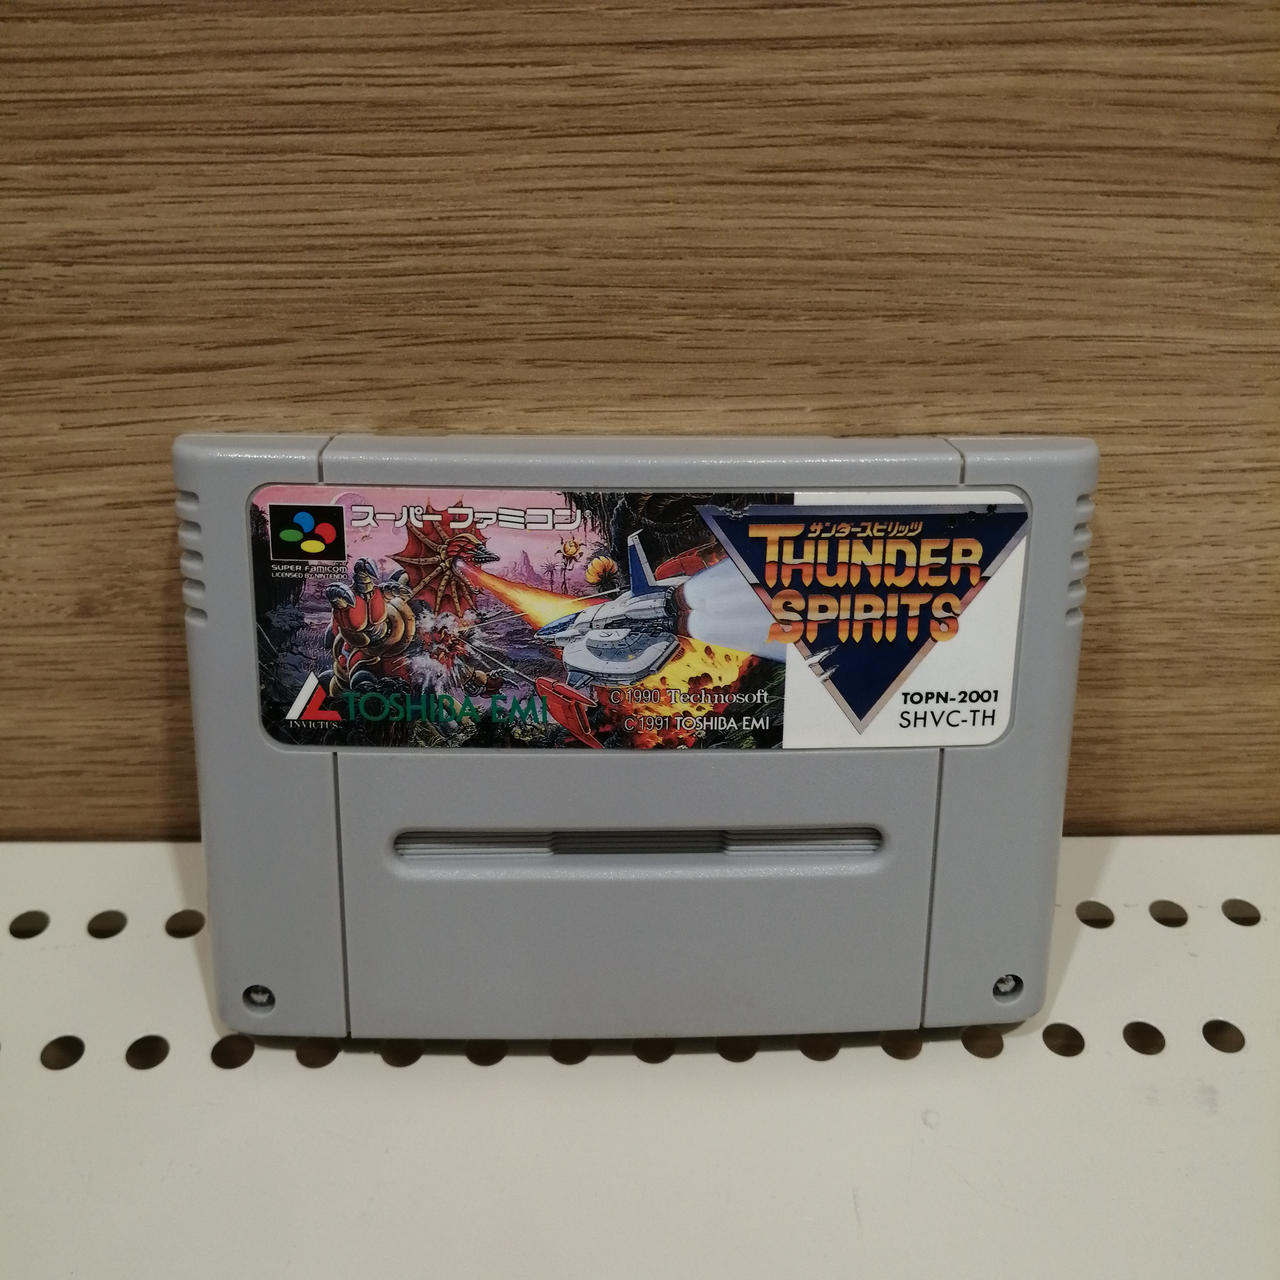 スーパーファミコン
SUPER FAMICOM
LICENSED BY NINTENDO
サンダースピリッツ
THUNDER
SPIRITS
INVICTUS
TOSHIBA EMI
© 1990 Technosoft
© 1991 TOSHIBA EMI
TOPN-2001
SHVC-TH